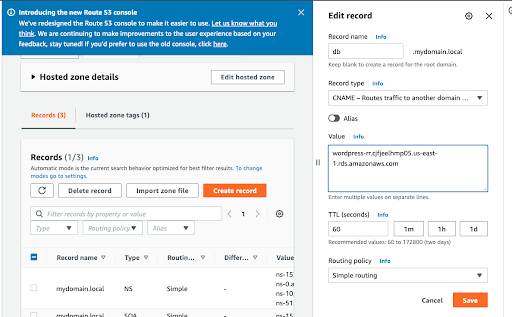 Introducing the new Route 53 console
We've redesigned the Route 53 console to make it easier to use. Let us know what you
think. We are continuing to make improvements to the user experience based on your
feedback, stay tuned! If you'd prefer to use the old console, click here.
Hosted zone details
Edit hosted zone
Records (3)
Hosted zone tags (1)
Records (1/3) Info
Automatic mode is the current search behavior optimized for best filter results. To change
modes go to settings.
Delete record
Import zone file
Create record
Filter records by property or value
1
Type
Routing policy
Alias
Record name
Type
Routin...
Differ...
Value
mydomain.local
NS
Simple
-
ns-15
ns-0.a
ns-10
ns-51
mydomain.local
SOA
Edit record
Record name Info
db
.mydomain.local
Keep blank to create a record for the root domain.
Record type Info
CNAME – Routes traffic to another domain ...
Alias
Value Info
wordpress-rr.cjfjeelhmp05.us-east-
1.rds.amazonaws.com
Enter multiple values on separate lines.
TTL (seconds) Info
60
1m
1h
1d
Recommended values: 60 to 172800 (two days)
Routing policy Info
Simple routing
Cancel
Save